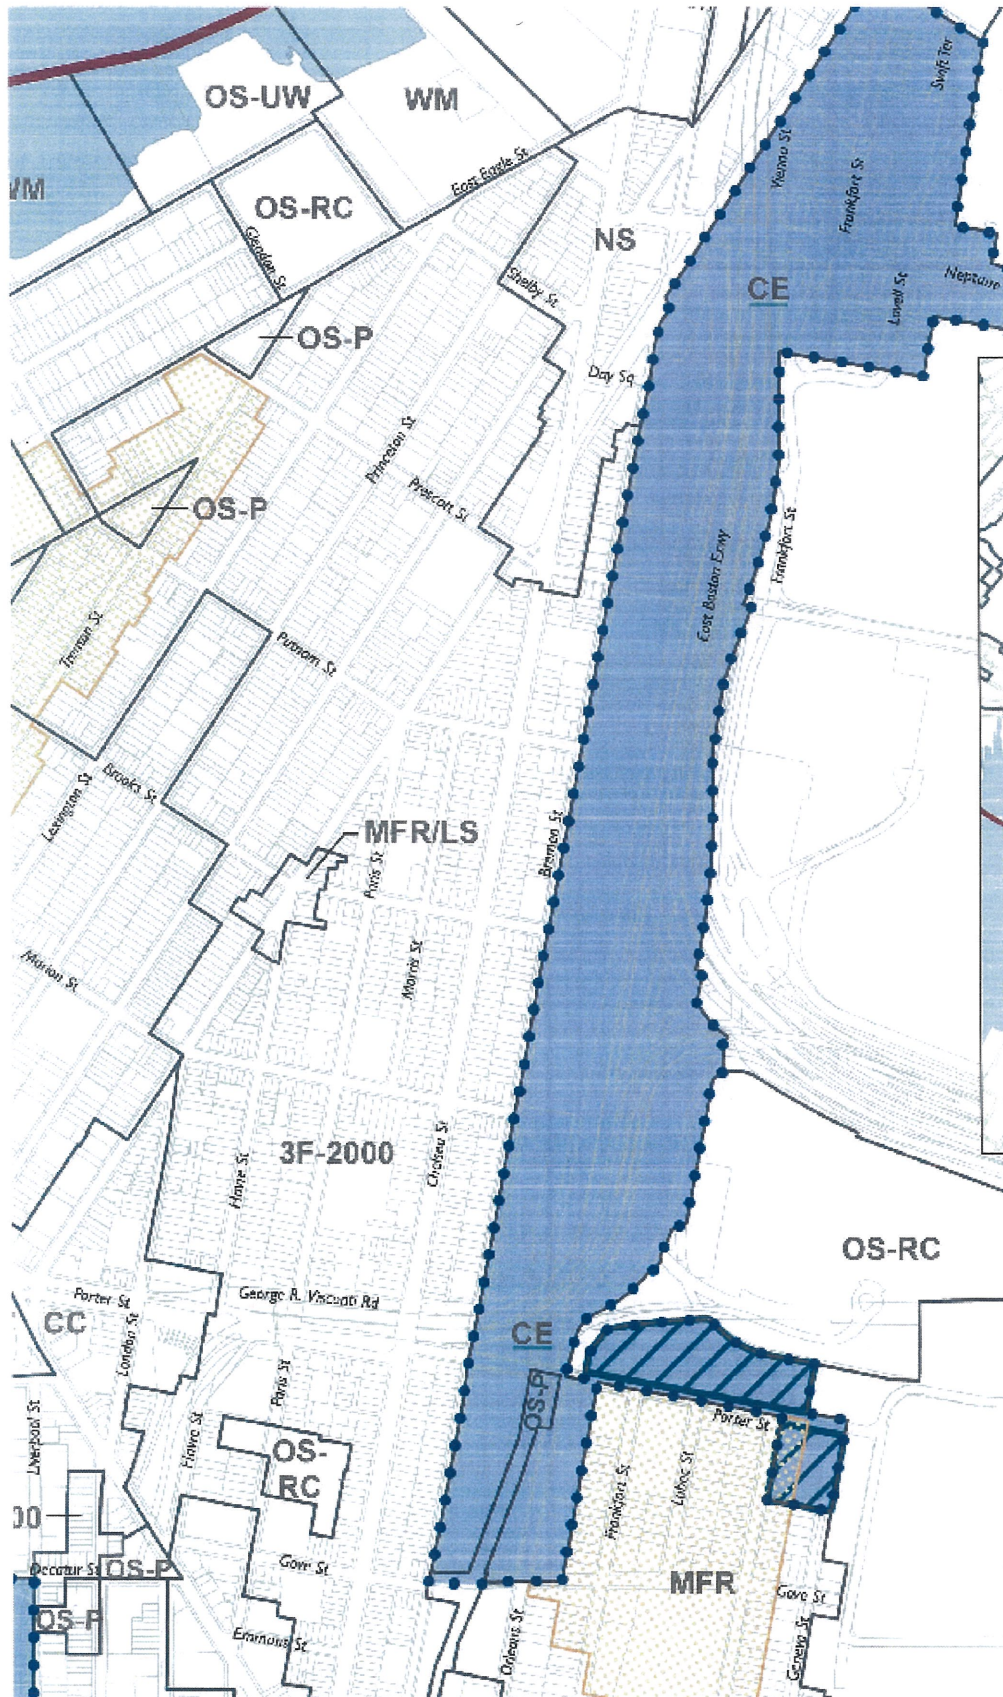 Swift Ter
OS-UW
WM
Vienna St
East Eagle St
Frankfort St
WM
OS-RC
NS
Glendon St
Shelby St
CE
Neptune
Lovell St
OS-P
Day Sq
Princeton St
Prescott St
OS-P
Frankfort St
East Boston Exwy
Trenton St
Putnam St
Brooks St
Lexington St
MFR/LS
Bremen St
Paris St
Marion St
Morris St
3F-2000
Chelsea St
Havre St
OS-RC
Porter St
George R. Visconti Rd
CC
London St
CE
Paris St
OS-P
Porter St
Liverpool St
Havre St
OS-
RC
Frankfort St
Lubec St
00
Decatur St
OS-P
Gove St
MFR
Gove St
OS-P
Emmons St
Orleans St
Geneva St